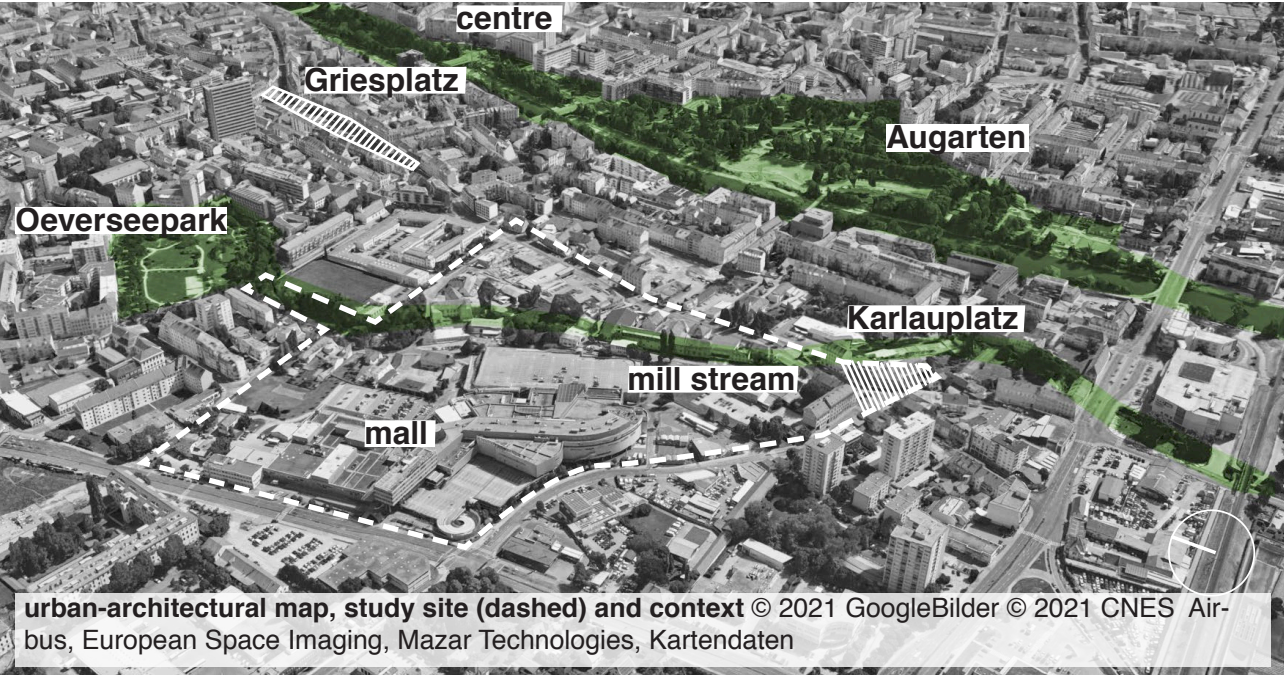 centre
Griesplatz
Augarten
Oeverseepark
Karlauplatz
mill stream
mall
urban-architectural map, study site (dashed) and context © 2021 GoogleBilder © 2021 CNES Air-
bus, European Space Imaging, Mazar Technologies, Kartendaten